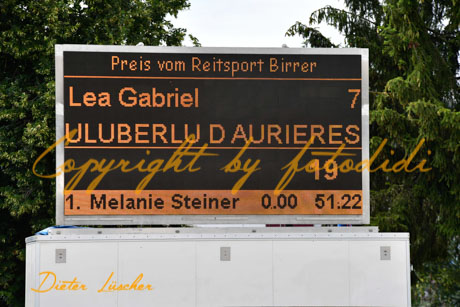 Preis vom Reitsport Birrer
Lea Gabriel 7
ULUBERLU D AURIERES
Copyright by fotodidi
19
1. Melanie Steiner 0.00 51.22
Dieter Lüscher